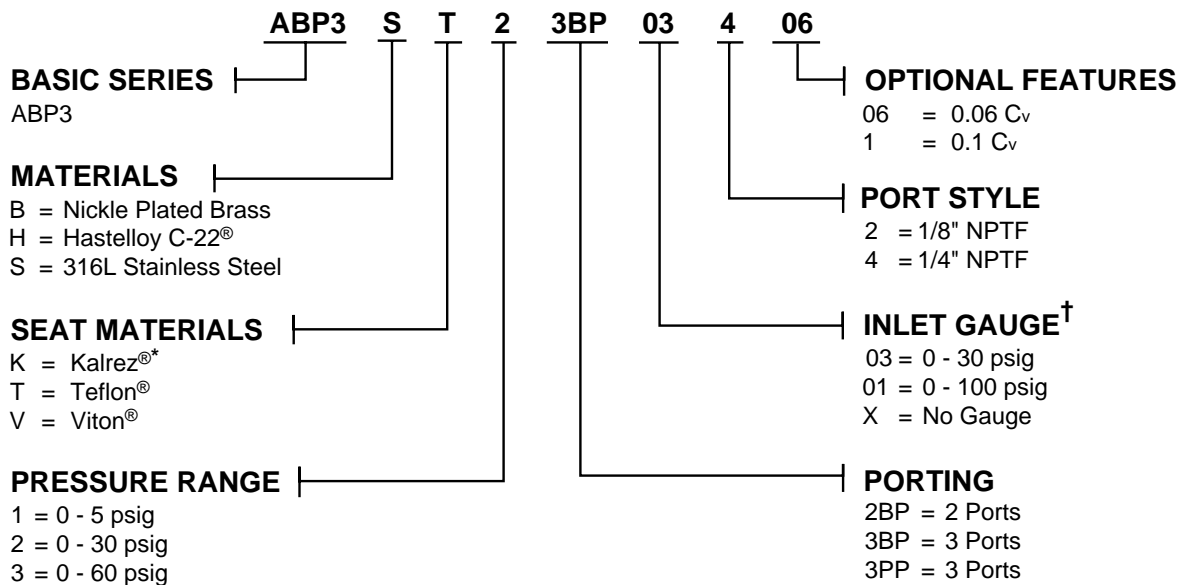 ABP3 S T 2 3BP 03 4 06
BASIC SERIES
ABP3
MATERIALS
B = Nickle Plated Brass
H = Hastelloy C-22®
S = 316L Stainless Steel
SEAT MATERIALS
K = Kalrez®*
T = Teflon®
V = Viton®
PRESSURE RANGE
1 = 0 - 5 psig
2 = 0 - 30 psig
3 = 0 - 60 psig
OPTIONAL FEATURES
06 = 0.06 Cv
1 = 0.1 Cv
PORT STYLE
2 = 1/8" NPTF
4 = 1/4" NPTF
INLET GAUGE†
03 = 0 - 30 psig
01 = 0 - 100 psig
X = No Gauge
PORTING
2BP = 2 Ports
3BP = 3 Ports
3PP = 3 Ports